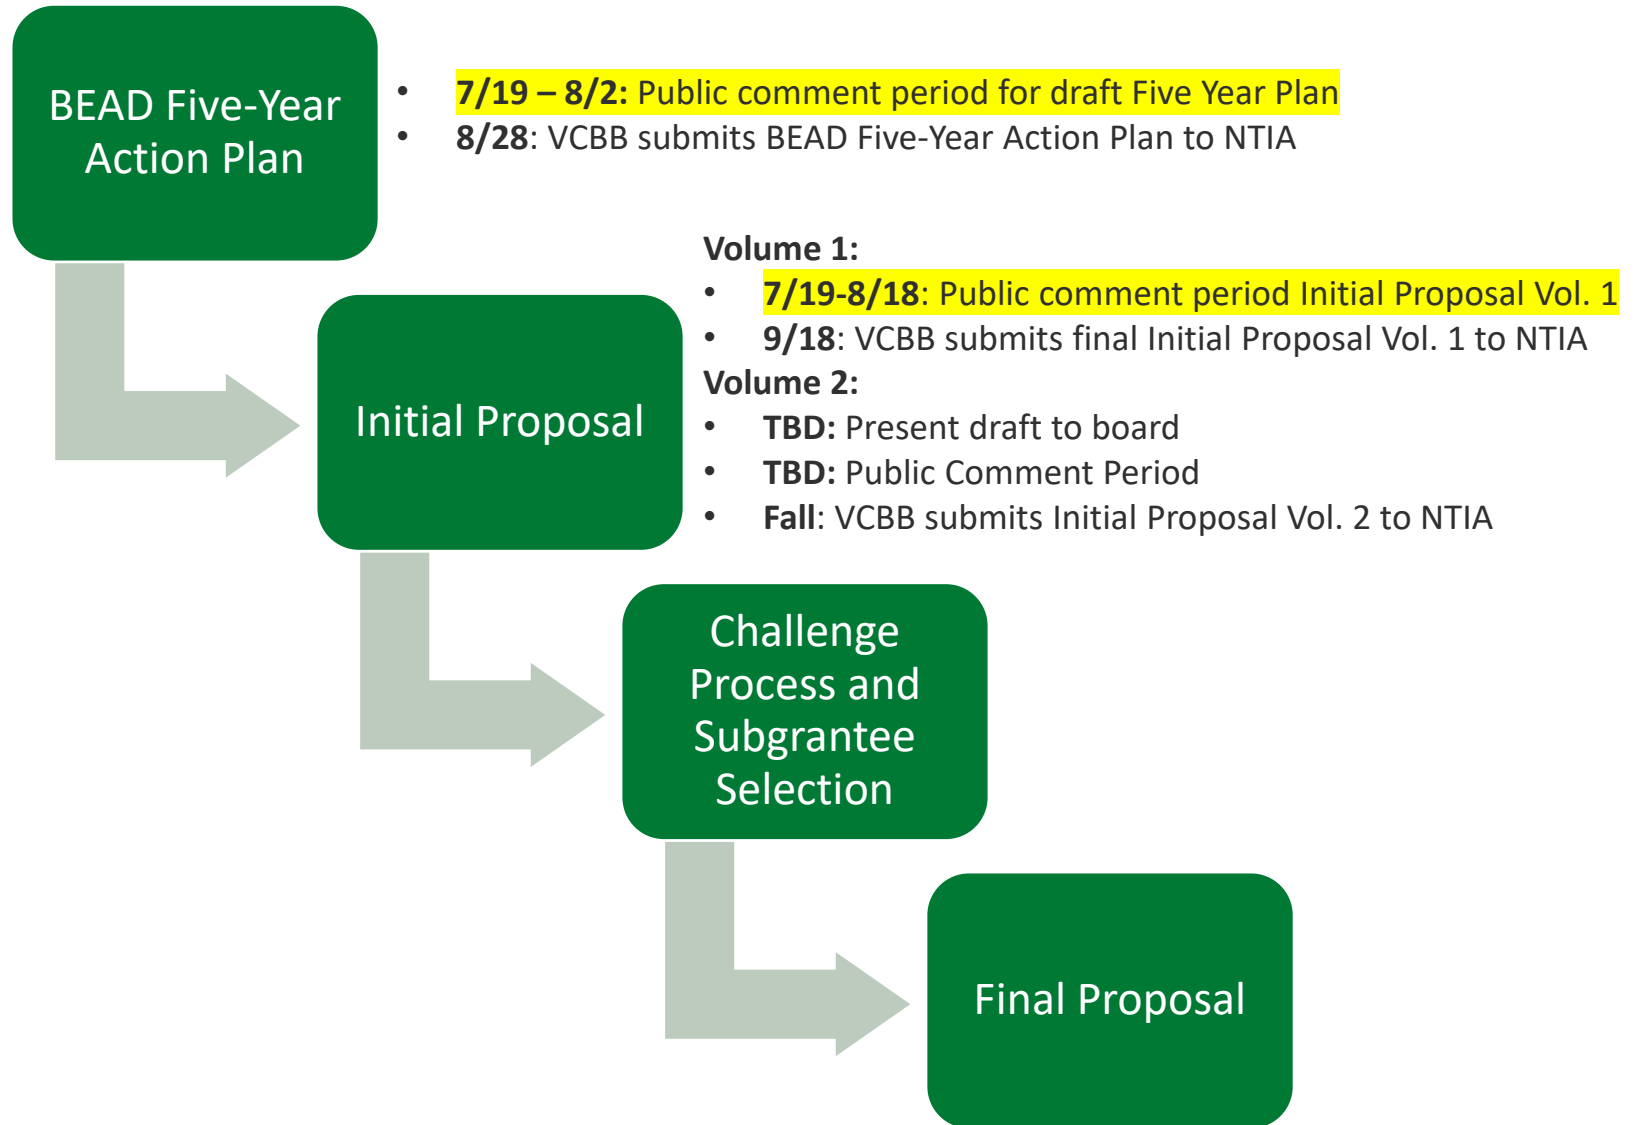 BEAD Five-Year
Action Plan
• 7/19 – 8/2: Public comment period for draft Five Year Plan
• 8/28: VCBB submits BEAD Five-Year Action Plan to NTIA
Initial Proposal
Volume 1:
• 7/19-8/18: Public comment period Initial Proposal Vol. 1
• 9/18: VCBB submits final Initial Proposal Vol. 1 to NTIA
Volume 2:
• TBD: Present draft to board
• TBD: Public Comment Period
• Fall: VCBB submits Initial Proposal Vol. 2 to NTIA
Challenge
Process and
Subgrantee
Selection
Final Proposal